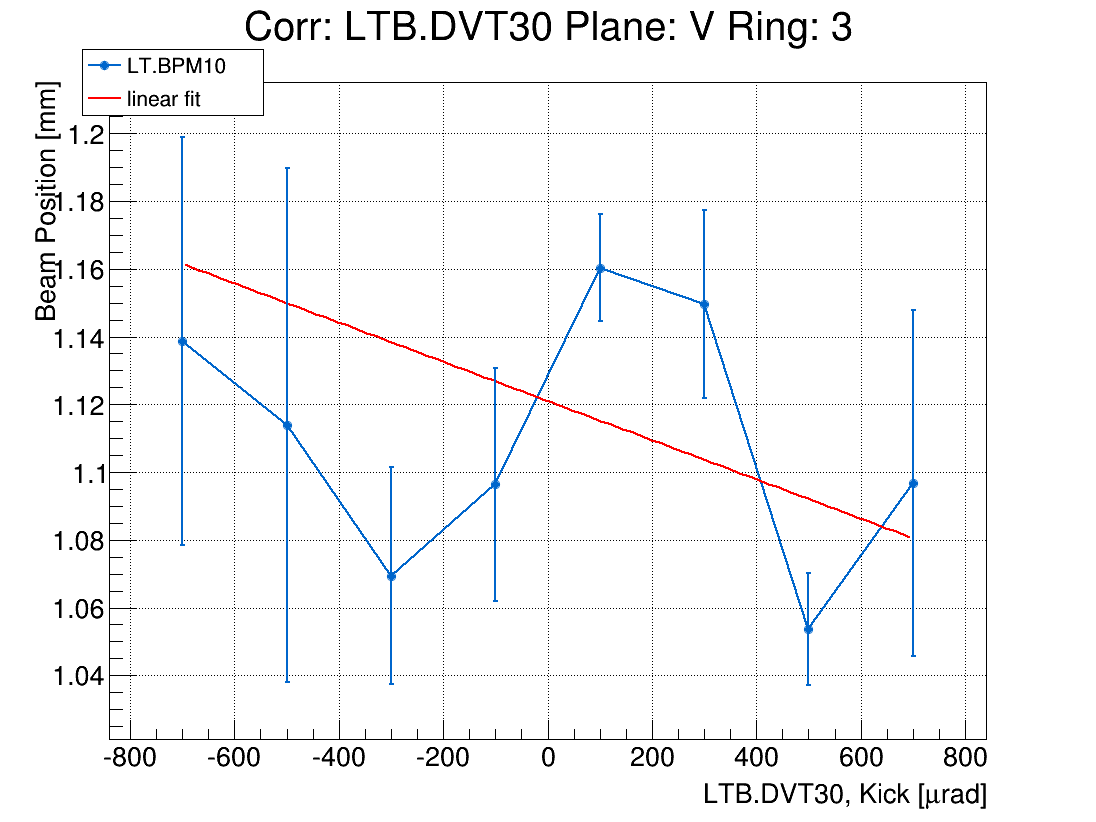 Corr: LTB.DVT30 Plane: V Ring: 3
LT.BPM10
linear fit
Beam Position [mm]
1.2
1.18
1.16
1.14
1.12
1.1
1.08
1.06
1.04
-800 -600 -400 -200 0 200 400 600 800
LTB.DVT30, Kick [μrad]